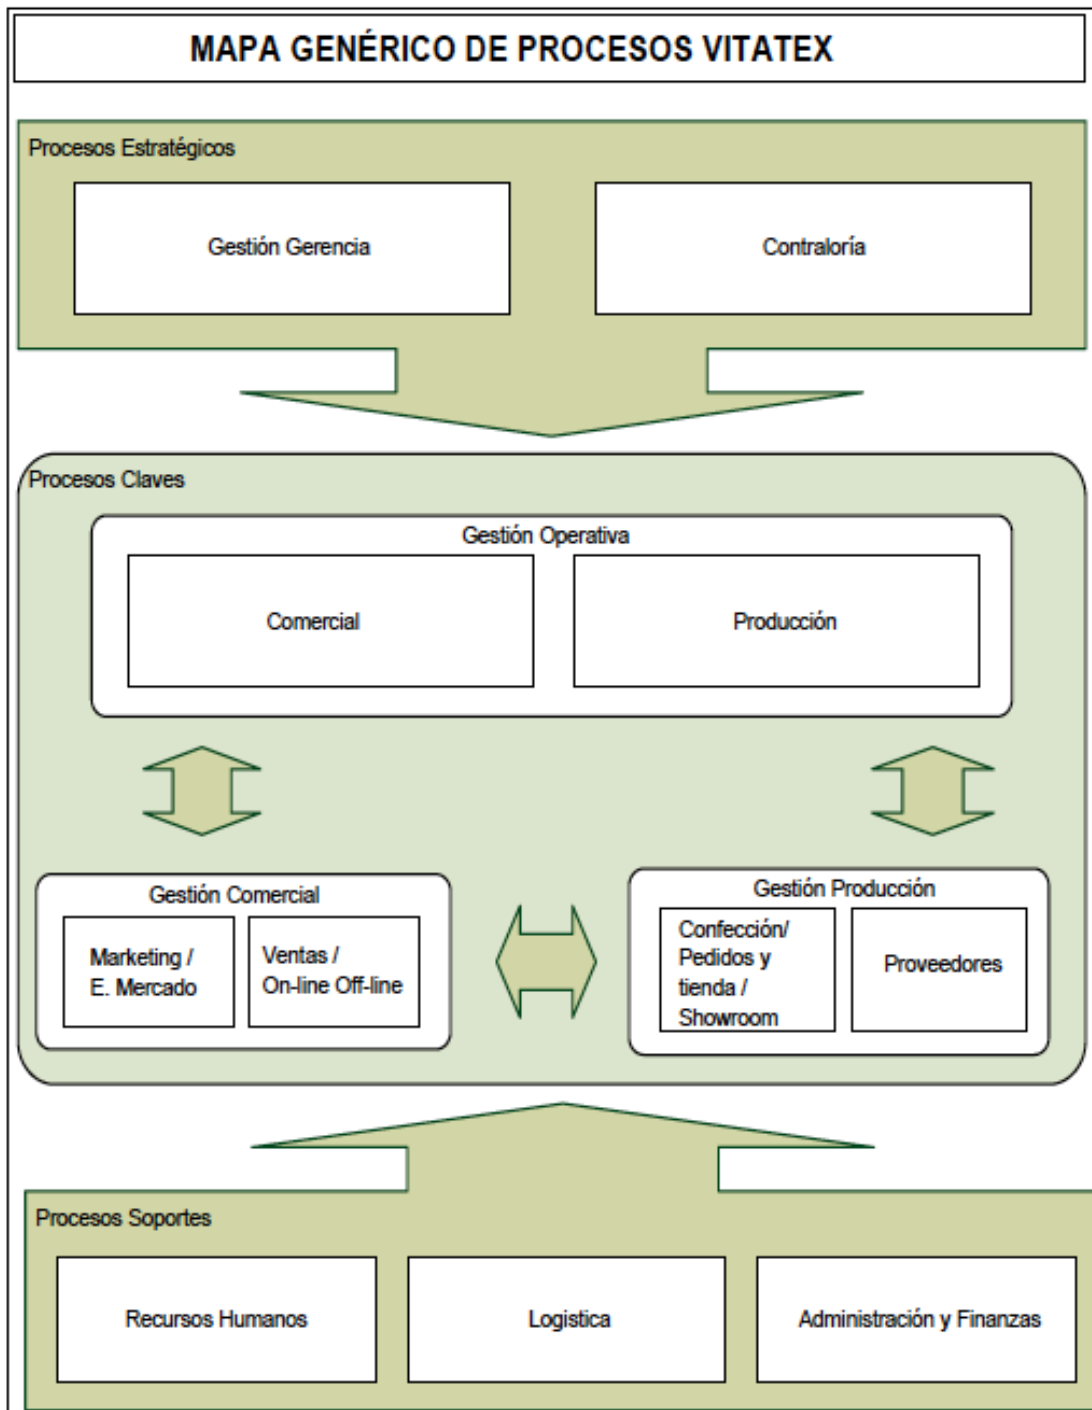 MAPA GENÉRICO DE PROCESOS VITATEX
Procesos Estratégicos
Gestión Gerencia
Contraloría
Procesos Claves
Gestión Operativa
Comercial
Producción
Gestión Comercial
Marketing /
E. Mercado
Ventas /
On-line Off-line
Gestión Producción
Confección/
Pedidos y
tienda /
Showroom
Proveedores
Procesos Soportes
Recursos Humanos
Logistica
Administración y Finanzas